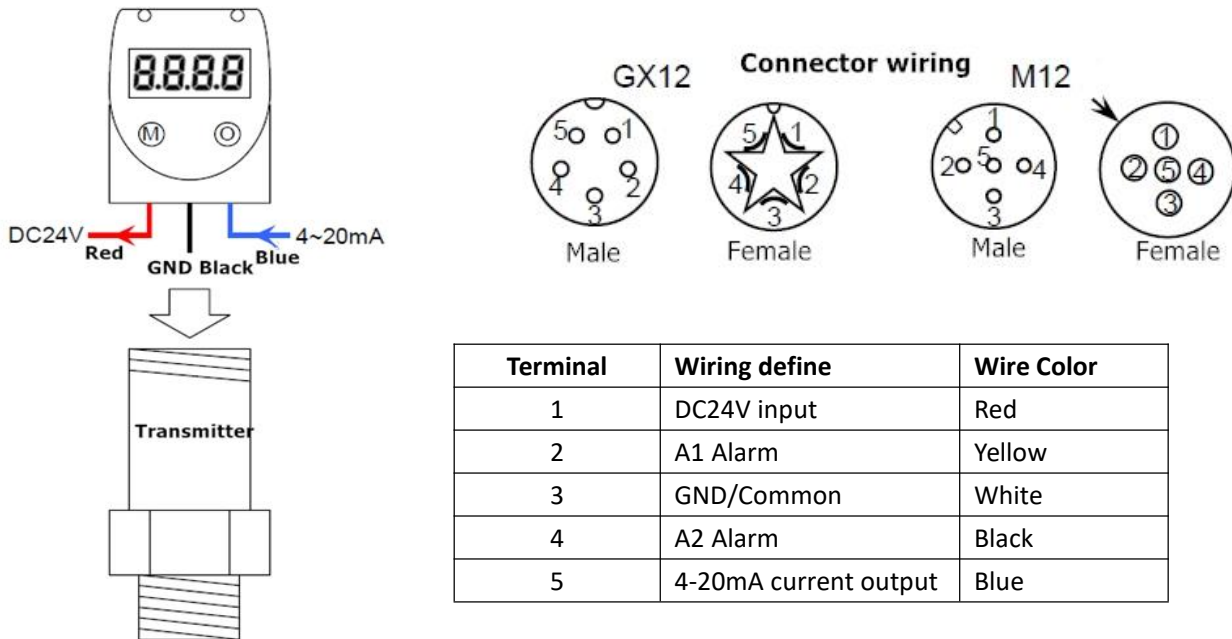 8.8.8.8
M O
DC24V Red GND Black Blue 4~20mA
Transmitter
Connector wiring
GX12 M12
5 1 4 2 3
Male
5 1 4 2 3
Female
1 2 5 4 3
Male
1 2 5 4 3
Female
Terminal Wiring define Wire Color
1 DC24V input Red
2 A1 Alarm Yellow
3 GND/Common White
4 A2 Alarm Black
5 4-20mA current output Blue